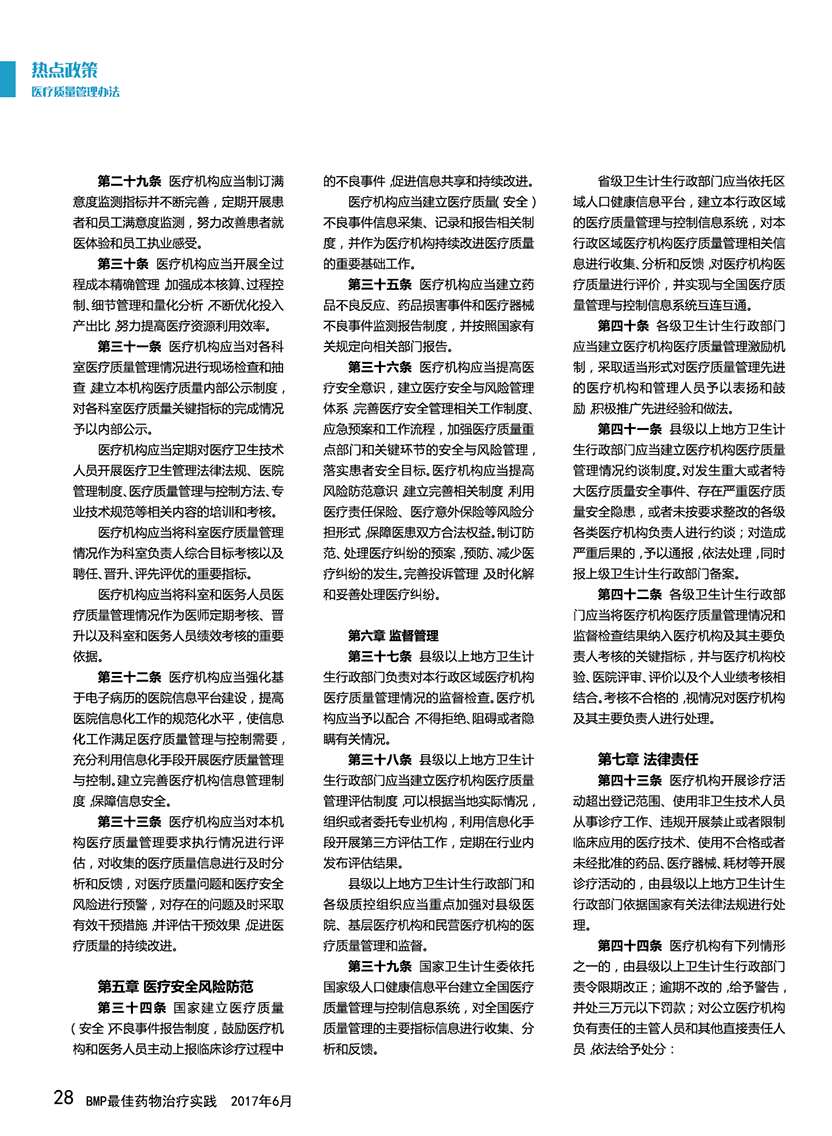 热点政策
医疗质量管理办法
第二十九条 医疗机构应当制订满
意度监测指标并不断完善，定期开展患
者和员工满意度监测，努力改善患者就
医体验和员工执业感受。
第三十条 医疗机构应当开展全过
程成本精确管理，加强成本核算、过程控
制、细节管理和量化分析，不断优化投入
产出比，努力提高医疗资源利用效率。
第三十一条 医疗机构应当对各科
室医疗质量管理情况进行现场检查和抽
查，建立本机构医疗质量内部公示制度，
对各科室医疗质量关键指标的完成情况
予以内部公示。
医疗机构应当定期对医疗卫生技术
人员开展医疗卫生管理法律法规、医院
管理制度、医疗质量管理与控制方法、专
业技术规范等相关内容的培训和考核。
医疗机构应当将科室医疗质量管理
情况作为科室负责人综合目标考核以及
聘任、晋升、评先评优的重要指标。
医疗机构应当将科室和医务人员医
疗质量管理情况作为医师定期考核、晋
升以及科室和医务人员绩效考核的重要
依据。
第三十二条 医疗机构应当强化基
于电子病历的医院信息平台建设，提高
医院信息化工作的规范化水平，使信息
化工作满足医疗质量管理与控制需要，
充分利用信息化手段开展医疗质量管理
与控制。建立完善医疗机构信息管理制
度，保障信息安全。
第三十三条 医疗机构应当对本机
构医疗质量管理要求执行情况进行评
估，对收集的医疗质量信息进行及时分
析和反馈，对医疗质量问题和医疗安全
风险进行预警，对存在的问题及时采取
有效干预措施，并评估干预效果，促进医
疗质量的持续改进。
第五章 医疗安全风险防范
第三十四条 国家建立医疗质量
（安全）不良事件报告制度，鼓励医疗机
构和医务人员主动上报临床诊疗过程中
的不良事件，促进信息共享和持续改进。
医疗机构应当建立医疗质量（安全）
不良事件信息采集、记录和报告相关制
度，并作为医疗机构持续改进医疗质量
的重要基础工作。
第三十五条 医疗机构应当建立药
品不良反应、药品损害事件和医疗器械
不良事件监测报告制度，并按照国家有
关规定向相关部门报告。
第三十六条 医疗机构应当提高医
疗安全意识，建立医疗安全与风险管理
体系，完善医疗安全管理相关工作制度、
应急预案和工作流程，加强医疗质量重
点部门和关键环节的安全与风险管理，
落实患者安全目标。医疗机构应当提高
风险防范意识，建立完善相关制度，利用
医疗责任保险、医疗意外保险等风险分
担形式，保障医患双方合法权益。制订防
范、处理医疗纠纷的预案，预防、减少医
疗纠纷的发生。完善投诉管理，及时化解
和妥善处理医疗纠纷。
第六章 监督管理
第三十七条 县级以上地方卫生计
生行政部门负责对本行政区域医疗机构
医疗质量管理情况的监督检查。医疗机
构应当予以配合，不得拒绝、阻碍或者隐
瞒有关情况。
第三十八条 县级以上地方卫生计
生行政部门应当建立医疗机构医疗质量
管理评估制度，可以根据当地实际情况，
组织或者委托专业机构，利用信息化手
段开展第三方评估工作，定期在行业内
发布评估结果。
县级以上地方卫生计生行政部门和
各级质控组织应当重点加强对县级医
院、基层医疗机构和民营医疗机构的医
疗质量管理和监督。
第三十九条 国家卫生计生委依托
国家级人口健康信息平台建立全国医疗
质量管理与控制信息系统，对全国医疗
质量管理的主要指标信息进行收集、分
析和反馈。
省级卫生计生行政部门应当依托区
域人口健康信息平台，建立本行政区域
的医疗质量管理与控制信息系统，对本
行政区域医疗机构医疗质量管理相关信
息进行收集、分析和反馈，对医疗机构医
疗质量进行评价，并实现与全国医疗质
量管理与控制信息系统互连互通。
第四十条 各级卫生计生行政部门
应当建立医疗机构医疗质量管理激励机
制，采取适当形式对医疗质量管理先进
的医疗机构和管理人员予以表扬和鼓
励，积极推广先进经验和做法。
第四十一条 县级以上地方卫生计
生行政部门应当建立医疗机构医疗质量
管理情况约谈制度。对发生重大或者特
大医疗质量安全事件、存在严重医疗质
量安全隐患，或者未按要求整改的各级
各类医疗机构负责人进行约谈；对造成
严重后果的，予以通报，依法处理，同时
报上级卫生计生行政部门备案。
第四十二条 各级卫生计生行政部
门应当将医疗机构医疗质量管理情况和
监督检查结果纳入医疗机构及其主要负
责人考核的关键指标，并与医疗机构校
验、医院评审、评价以及个人业绩考核相
结合。考核不合格的，视情况对医疗机构
及其主要负责人进行处理。
第七章 法律责任
第四十三条 医疗机构开展诊疗活
动超出登记范围、使用非卫生技术人员
从事诊疗工作、违规开展禁止或者限制
临床应用的医疗技术、使用不合格或者
未经批准的药品、医疗器械、耗材等开展
诊疗活动的，由县级以上地方卫生计生
行政部门依据国家有关法律法规进行处
理。
第四十四条 医疗机构有下列情形
之一的，由县级以上卫生计生行政部门
责令限期改正；逾期不改的，给予警告，
并处三万元以下罚款；对公立医疗机构
负有责任的主管人员和其他直接责任人
员，依法给予处分：
28 BMP最佳药物治疗实践 2017年6月